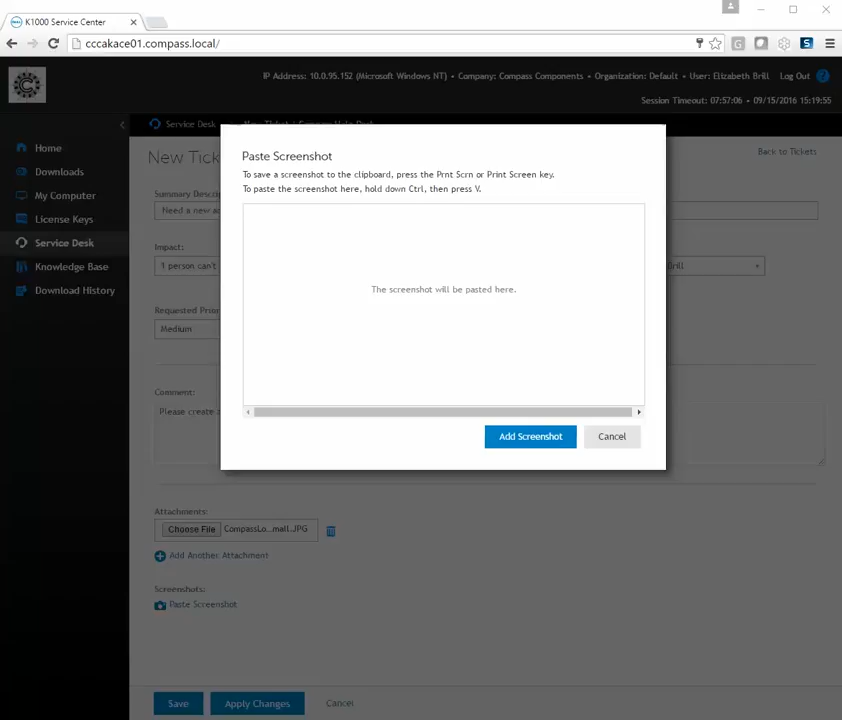 K1000 Service Center
cccakace01.compass.local/
IP Address: 10.0.95.152 (Microsoft Windows NT) • Company: Compass Components • Organization: Default • User: Elizabeth Brill Log Out ?
Session Timeout: 07:57:06 • 09/15/2016 15:19:55
Service Desk
Home
Downloads
My Computer
License Keys
Service Desk
Knowledge Base
Download History
New Tick
Back to Tickets
Summary Descri
Need a new
Impact:
1 person can't
Brill
Requested Prior
Medium
Comment:
Please create
Paste Screenshot
To save a screenshot to the clipboard, press the Prnt Scrn or Print Screen key.
To paste the screenshot here, hold down Ctrl, then press V.
The screenshot will be pasted here.
Add Screenshot Cancel
Attachments:
Choose File CompassLo...mall.JPG
Add Another Attachment
Screenshots:
Paste Screenshot
Save Apply Changes Cancel